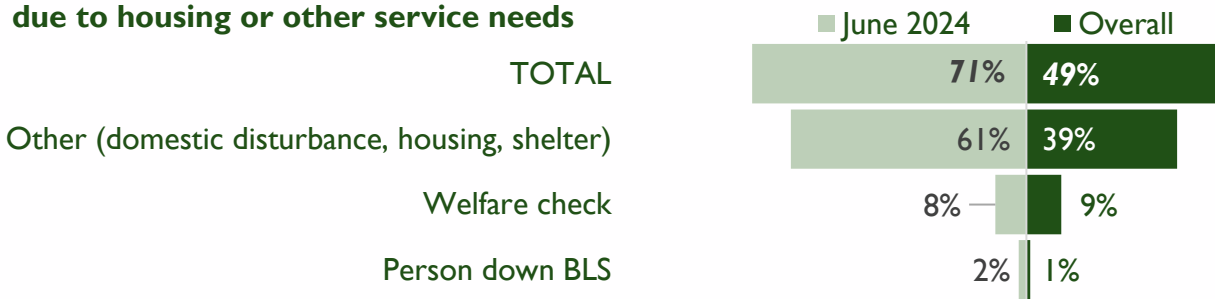 due to housing or other service needs
June 2024 Overall
TOTAL 71% 49%
Other (domestic disturbance, housing, shelter) 61% 39%
Welfare check 8% 9%
Person down BLS 2% 1%